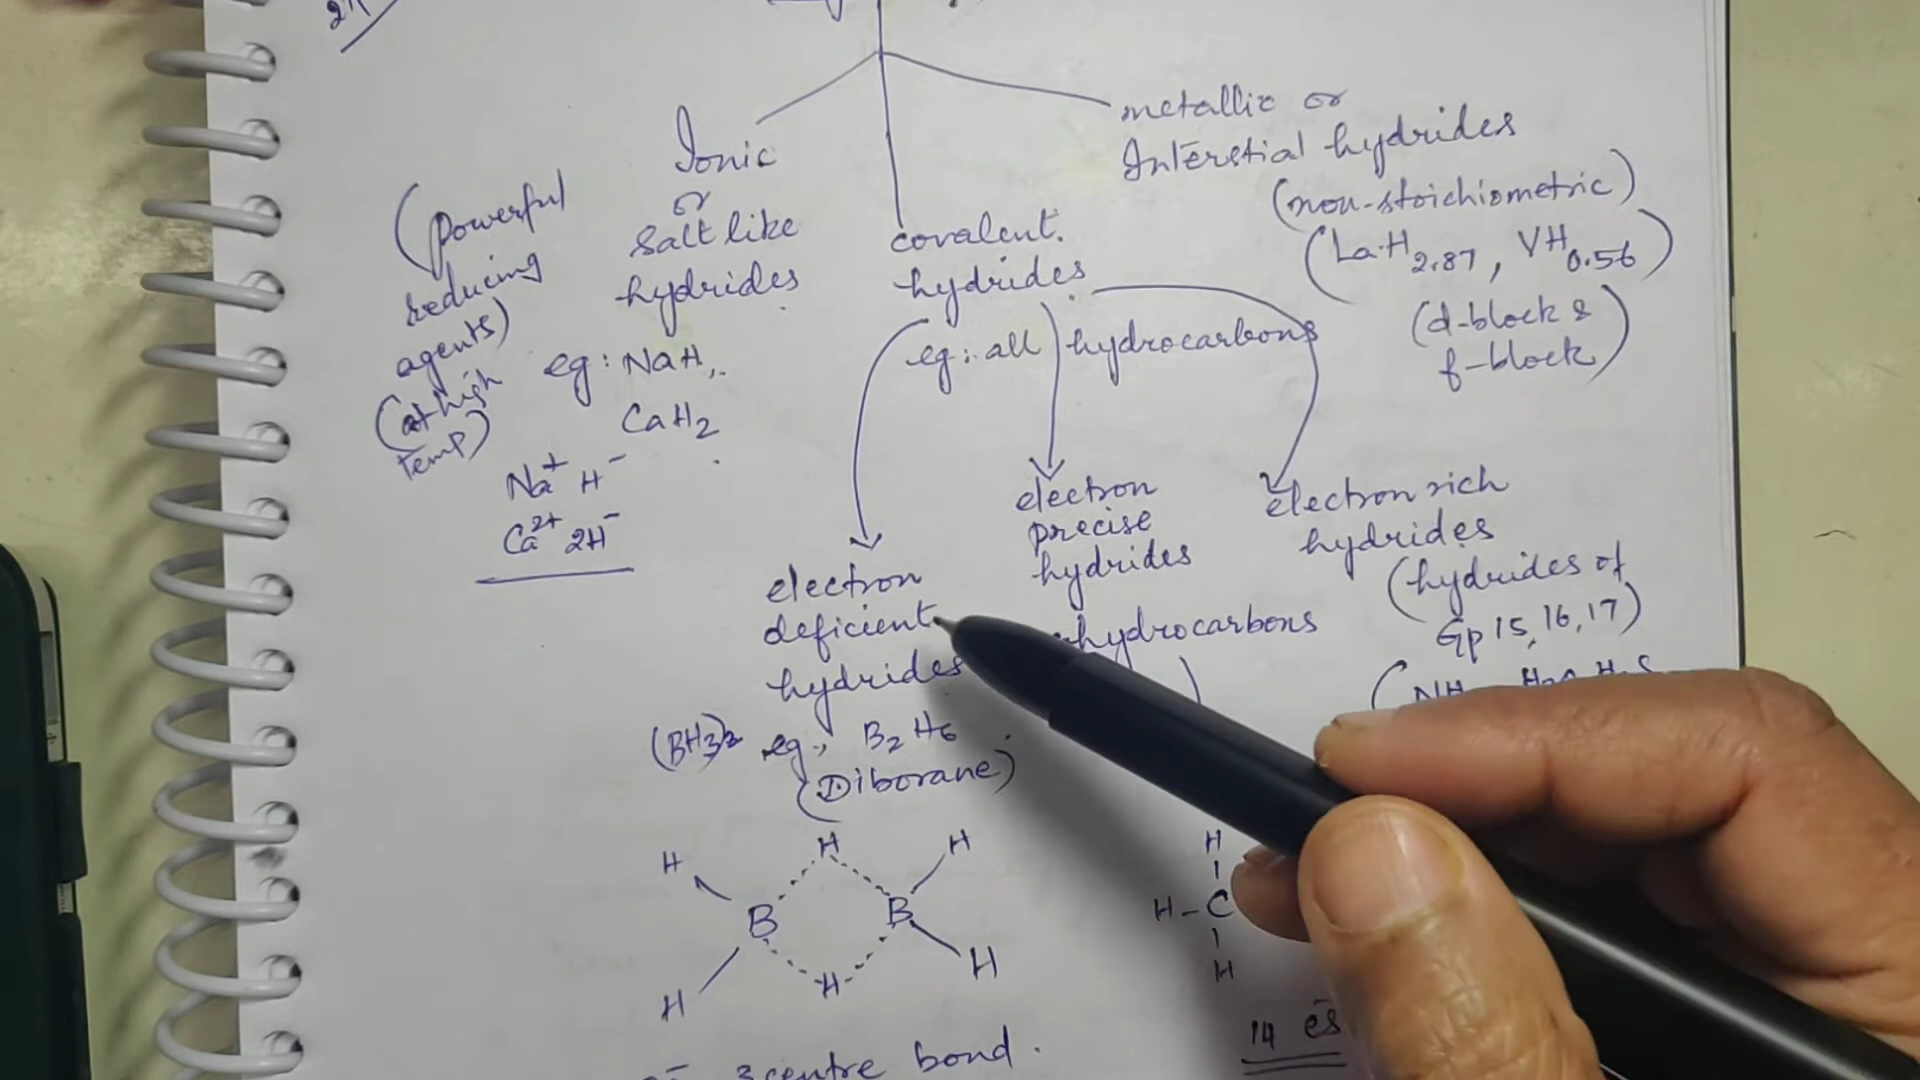 Ionic
or
Salt like
hydrides
(Powerful
reducing
agents)
(at high
temp)
eg: NaH,
CaH2
Na+ H-
Ca2+ 2H-
covalent
hydrides
eg: all hydrocarbons
metallic or
Interstial hydrides
(non-stoichiometric)
(LaH2.87, VH0.56)
(d-block &
f-block)
electron
deficient
hydrides
(BH3)2 eg., B2H6
(Diborane)
H H H
B B
H H H
3 centre bond.
electron
precise
hydrides
hydrocarbons
H
H-C
H
14 es
electron rich
hydrides
(hydrides of
Gp 15, 16, 17)